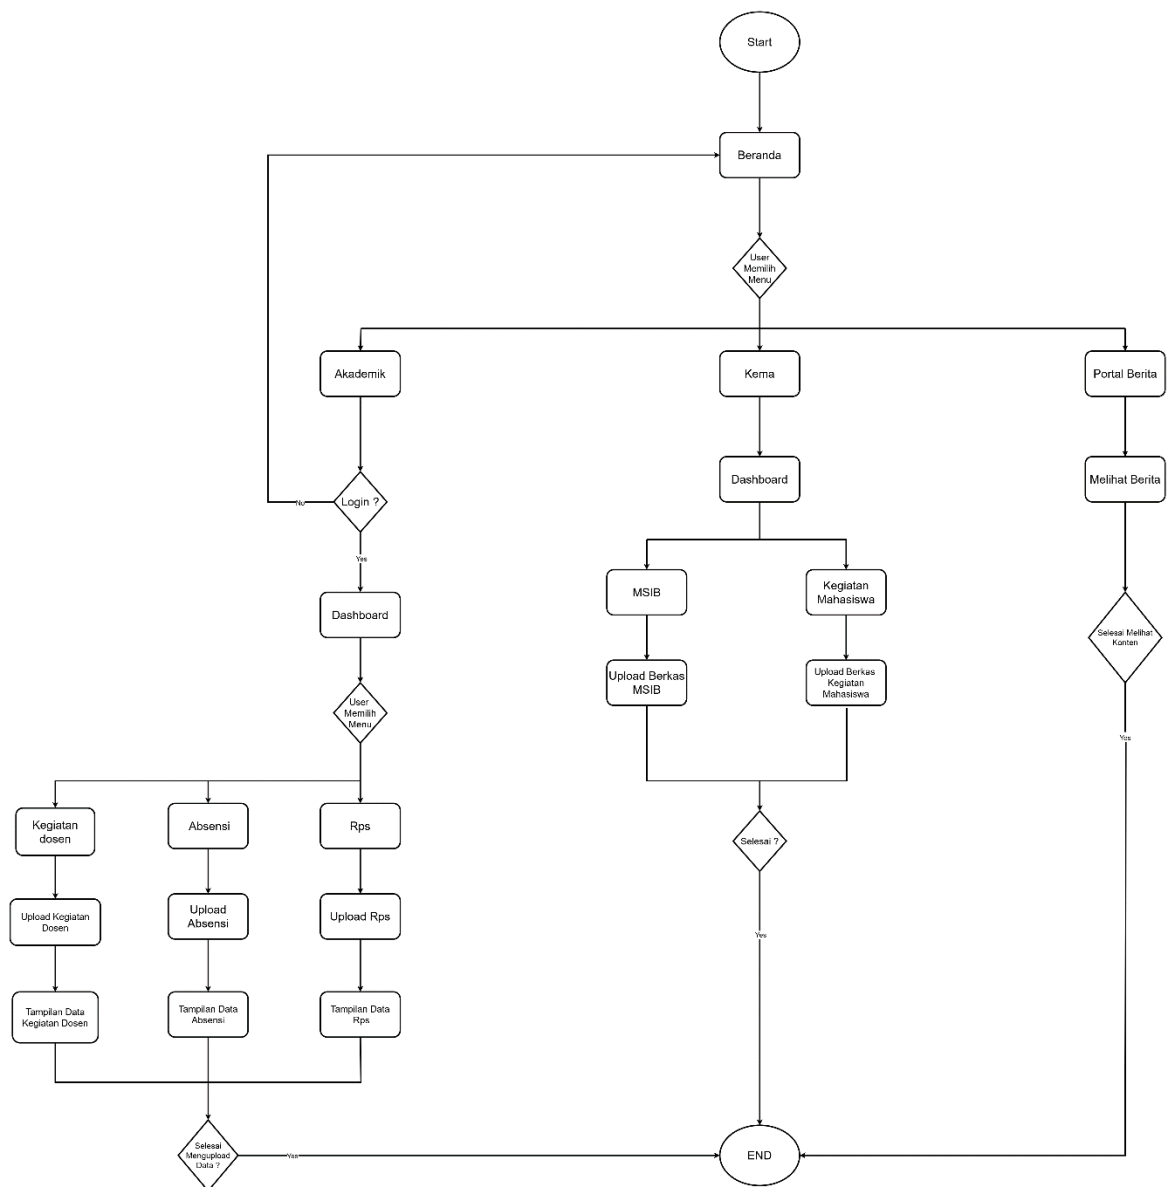 Start
Beranda
User
Memilih
Menu
Akademik
Kema
Portal Berita
Dashboard
Melihat Berita
No
Login ?
Yes
MSIB
Kegiatan
Mahasiswa
Dashboard
Selesai Melihat
Konten
Upload Berkas
MSIB
Upload Berkas
Kegiatan
Mahasiswa
User
Memilih
Menu
Yes
Kegiatan
dosen
Absensi
Rps
Selesai ?
Upload Kegiatan
Dosen
Upload
Absensi
Upload Rps
Yes
Tampilan Data
Kegiatan Dosen
Tampilan Data
Absensi
Tampilan Data
Rps
Selesai
Mengupload
Data ?
Yes
END